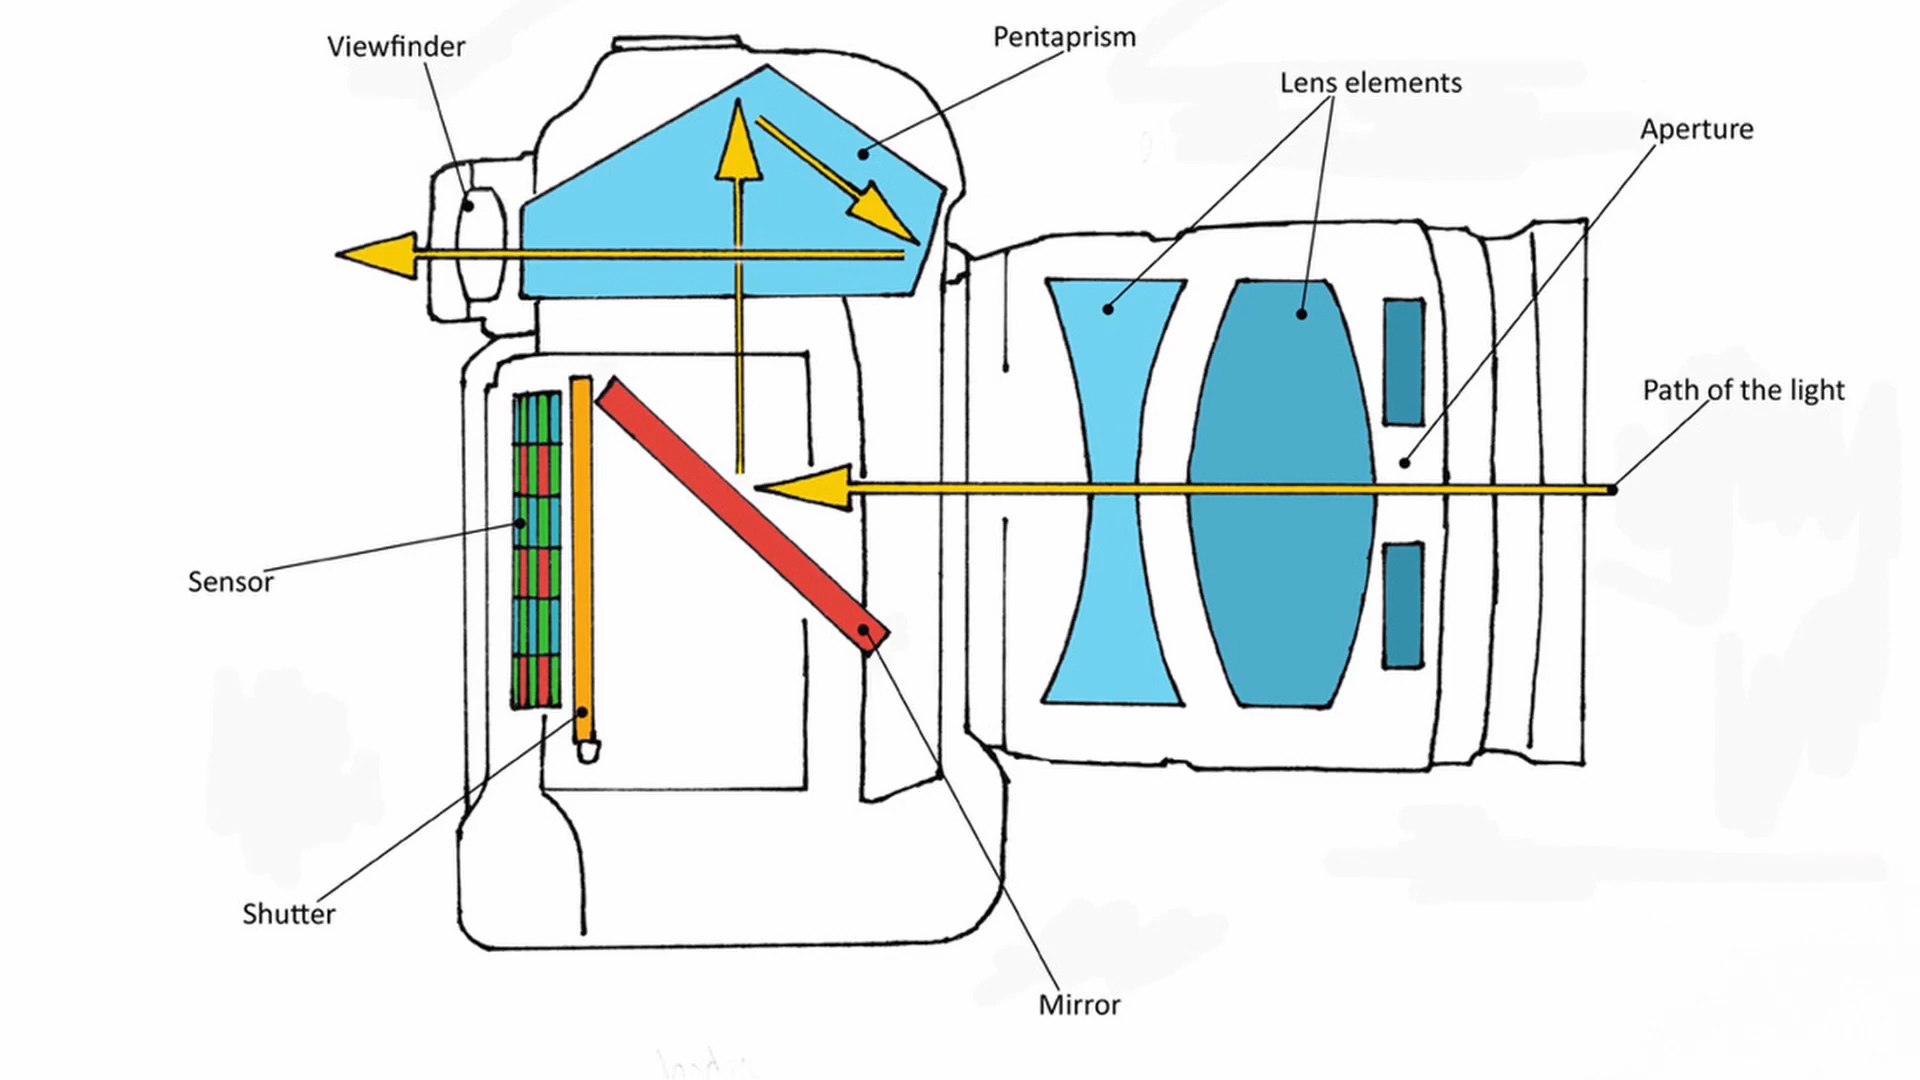 Viewfinder
Pentaprism
Lens elements
Aperture
Path of the light
Sensor
Shutter
Mirror